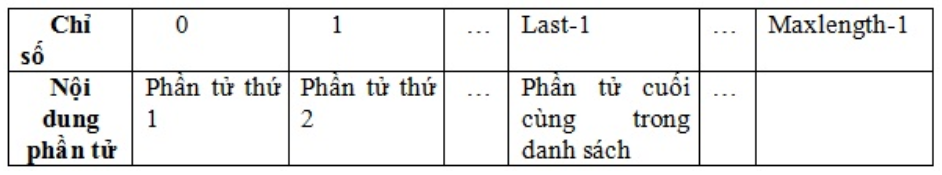 Chỉ số 0 1 … Last-1 … Maxlength-1
Nội Phần tử thứ Phần tử thứ … Phần tử cuối …
dung 1 2 cùng trong
phần tử danh sách